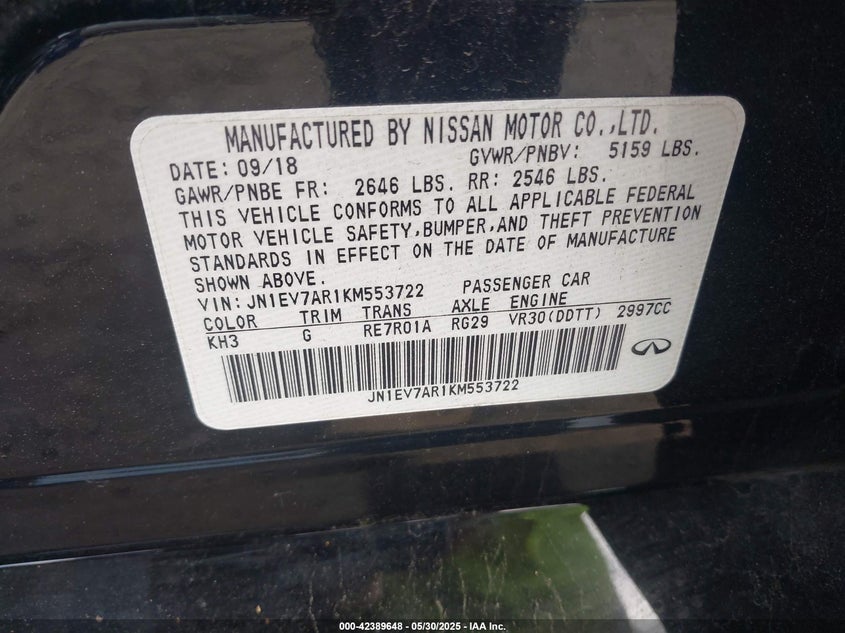 MANUFACTURED BY NISSAN MOTOR CO.,LTD.
DATE: 09/18 GVWR/PNBV: 5159 LBS.
GAWR/PNBE FR: 2646 LBS. RR: 2546 LBS.
THIS VEHICLE CONFORMS TO ALL APPLICABLE FEDERAL
MOTOR VEHICLE SAFETY,BUMPER,AND THEFT PREVENTION
STANDARDS IN EFFECT ON THE DATE OF MANUFACTURE
SHOWN ABOVE.
VIN: JN1EV7AR1KM553722 PASSENGER CAR
COLOR TRIM TRANS AXLE ENGINE
KH3 G RE7R01A RG29 VR30(DDTT) 2997CC
JN1EV7AR1KM553722
000-42389648 - 05/30/2025 - IAA Inc.